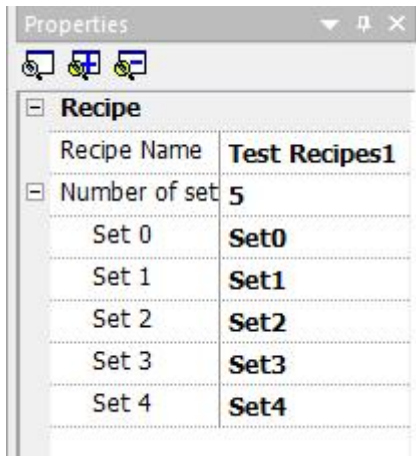 Properties
Recipe
Recipe Name Test Recipes1
Number of set 5
Set 0 Set0
Set 1 Set1
Set 2 Set2
Set 3 Set3
Set 4 Set4